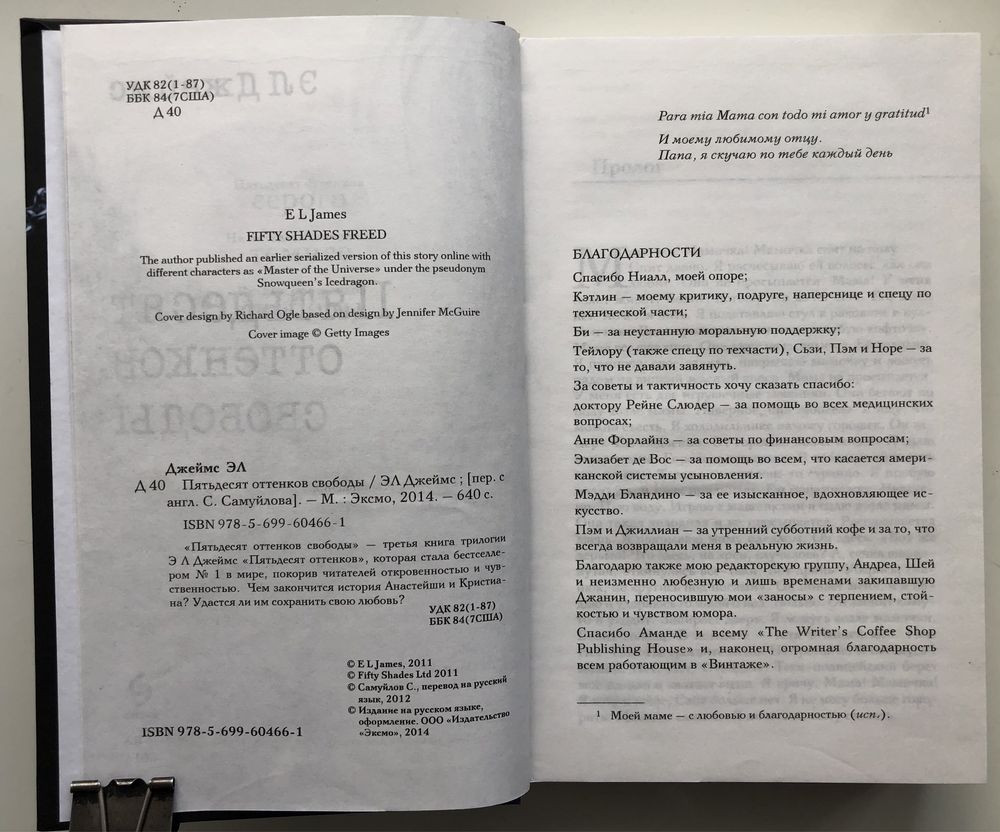 УДК 82(1-87)
ББК 84(7США)
Д 40
E L James
FIFTY SHADES FREED
The author published an earlier serialized version of this story online with
different characters as «Master of the Universe» under the pseudonym
Snowqueen's Icedragon.
Cover design by Richard Ogle based on design by Jennifer McGuire
Cover image © Getty Images
Джеймс ЭЛ
Д 40 Пятьдесят оттенков свободы / ЭЛ Джеймс ; [пер. с
англ. С. Самуйлова]. — М. : Эксмо, 2014. — 640 с.
ISBN 978-5-699-60466-1
«Пятьдесят оттенков свободы» — третья книга трилогии
Э Л Джеймс «Пятьдесят оттенков», которая стала бестселле-
ром № 1 в мире, покорив читателей откровенностью и чув-
ственностью. Чем закончится история Анастейши и Кристиа-
на? Удастся ли им сохранить свою любовь?
УДК 82(1-87)
ББК 84(7США)
© E L James, 2011
© Fifty Shades Ltd 2011
© Самуйлов С., перевод на русский
язык, 2012
© Издание на русском языке,
оформление. ООО «Издательство
«Эксмо», 2014
ISBN 978-5-699-60466-1
Para mia Mama con todo mi amor y gratitud¹
И моему любимому отцу.
Папа, я скучаю по тебе каждый день
БЛАГОДАРНОСТИ
Спасибо Ниалл, моей опоре;
Кэтлин — моему критику, подруге, наперснице и спецу по
технической части;
Би — за неустанную моральную поддержку;
Тейлору (также спецу по техчасти), Сьзи, Пэм и Норе — за
то, что не давали завянуть.
За советы и тактичность хочу сказать спасибо:
доктору Рейне Слюдер — за помощь во всех медицинских
вопросах;
Анне Форлайнз — за советы по финансовым вопросам;
Элизабет де Вос — за помощь во всем, что касается амери-
канской системы усыновления.
Мэдди Бландино — за ее изысканное, вдохновляющее ис-
кусство.
Пэм и Джиллиан — за утренний субботний кофе и за то, что
всегда возвращали меня в реальную жизнь.
Благодарю также мою редакторскую группу, Андреа, Шей
и неизменно любезную и лишь временами закипавшую
Джанин, переносившую мои «заносы» с терпением, стой-
костью и чувством юмора.
Спасибо Аманде и всему «The Writer's Coffee Shop
Publishing House» и, наконец, огромная благодарность
всем работающим в «Винтаже».
¹ Моей маме — с любовью и благодарностью (исп.).